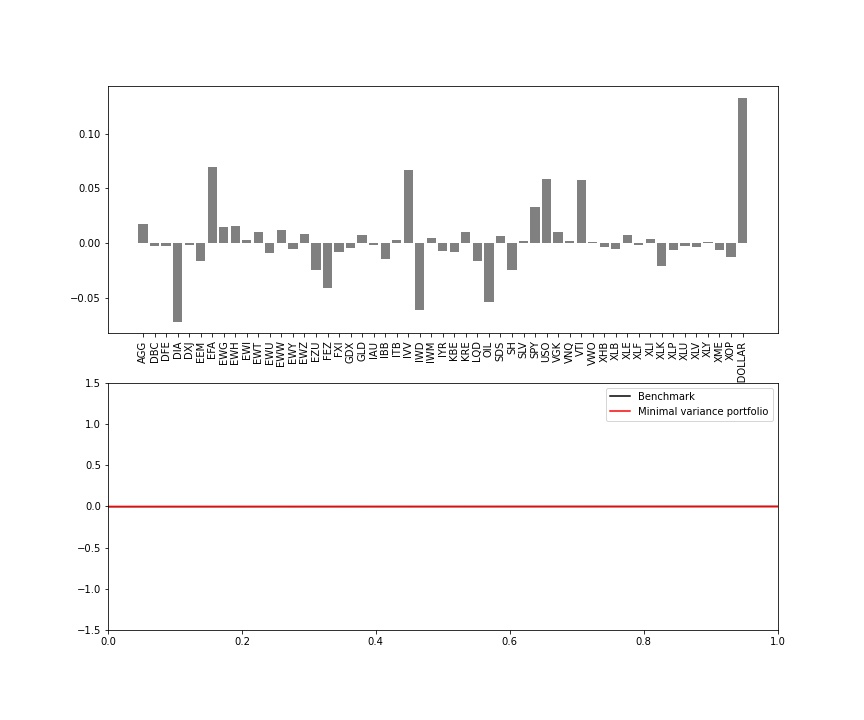 0.10
0.05
0.00
−0.05
AGG DBC DFE DIA DXJ EEM EFA EWG EWH EWI EWT EWU EWW EWY EWZ EZU FEZ FXI GDX GLD IAU IBB ITB IVV IWD IWM IYR KBE KRE LQD OIL SDS SH SLV SPY USO VGK VNQ VTI VWO XHB XLB XLE XLF XLI XLK XLP XLU XLV XLY XME XOP DOLLAR
1.5
Benchmark
Minimal variance portfolio
1.0
0.5
0.0
−0.5
−1.0
−1.5
0.0 0.2 0.4 0.6 0.8 1.0